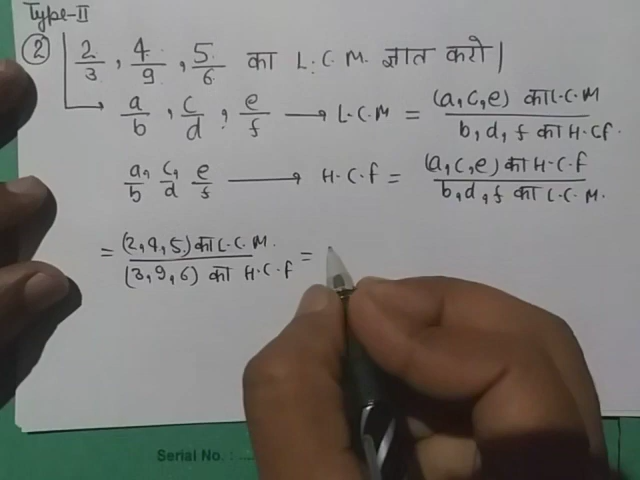 Type-II
② 2/3, 4/9, 5/6 का L.C.M. ज्ञात करो।
a/b, c/d, e/f → L.C.M = (a,c,e) का L.C.M / b,d,f का H.C.f.
a/b, c/d, e/f → H.C.f = (a,c,e) का H.C.f / b,d,f का L.C.M.
= (2,4,5) का L.C.M. / (3,9,6) का H.C.f =
Serial No. :